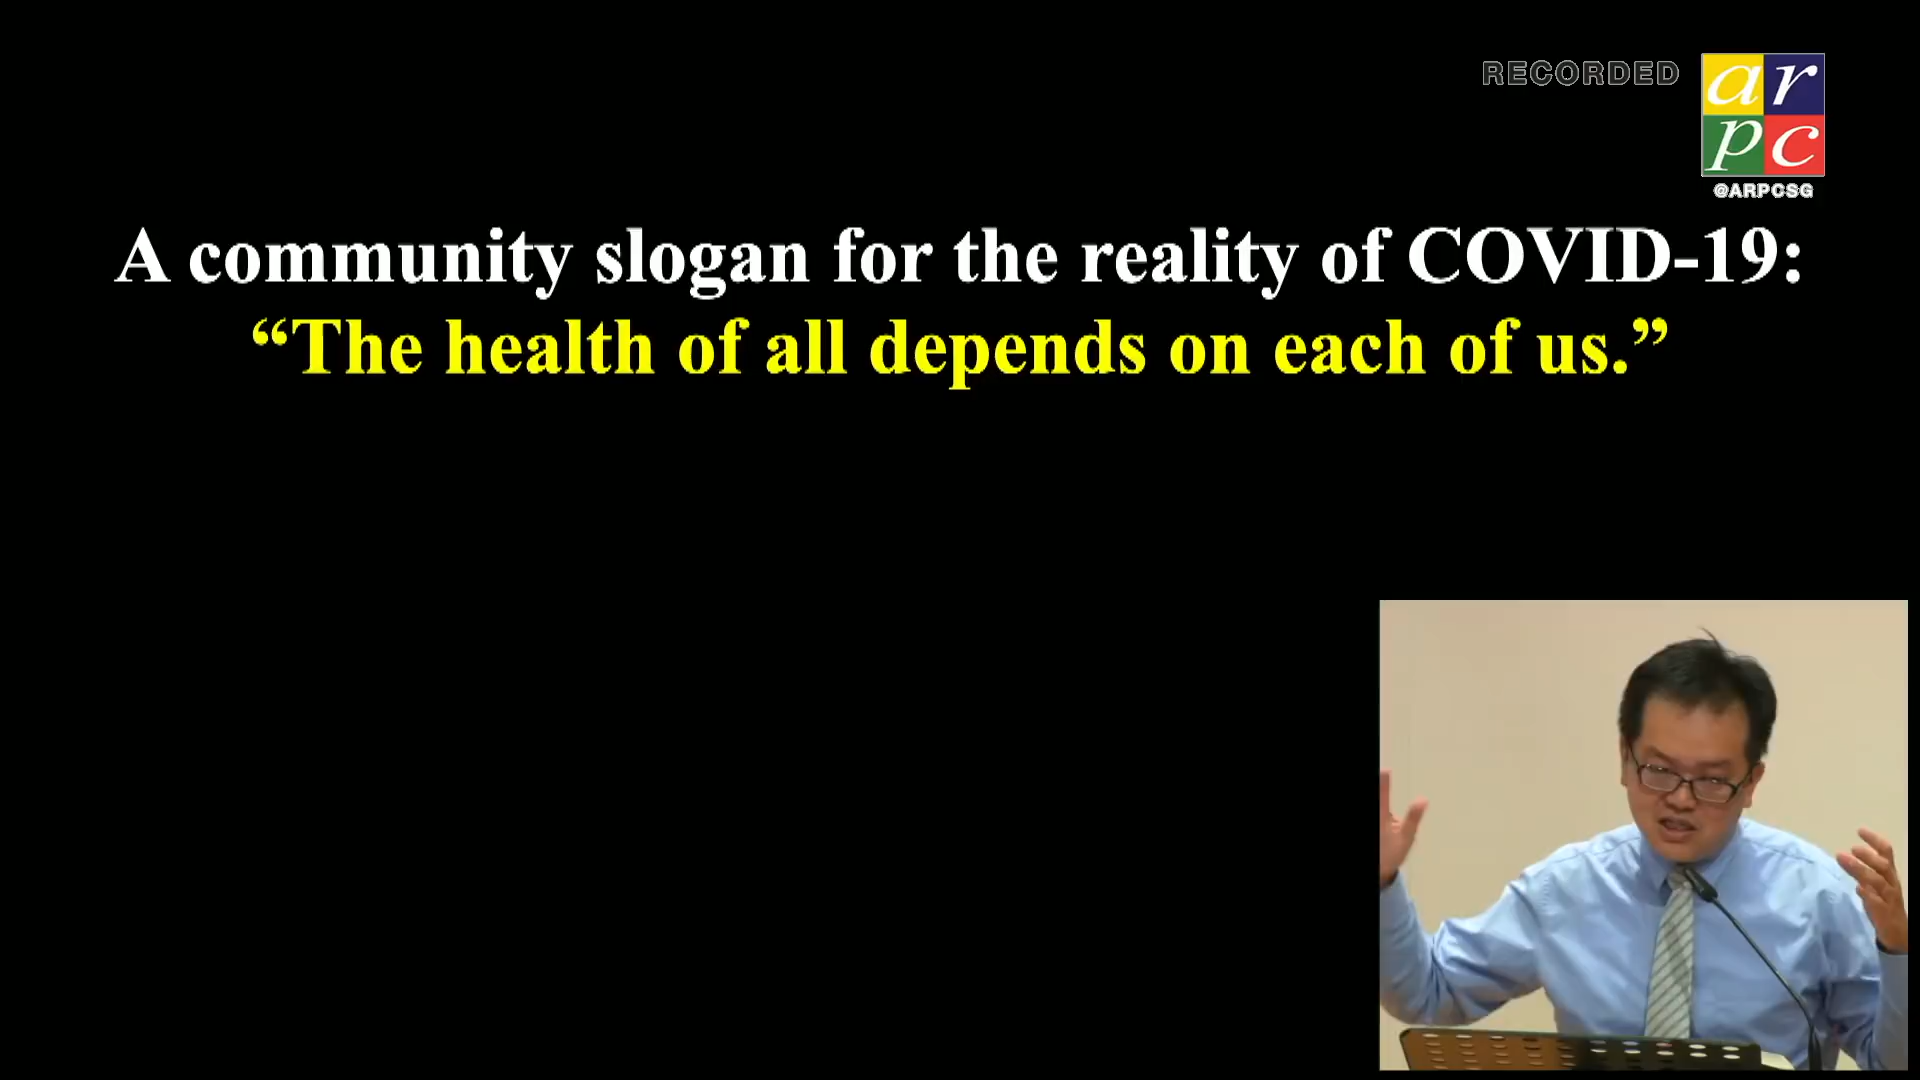 RECORDED
ar
pc
@ARPCSG
A community slogan for the reality of COVID-19:
“The health of all depends on each of us.”